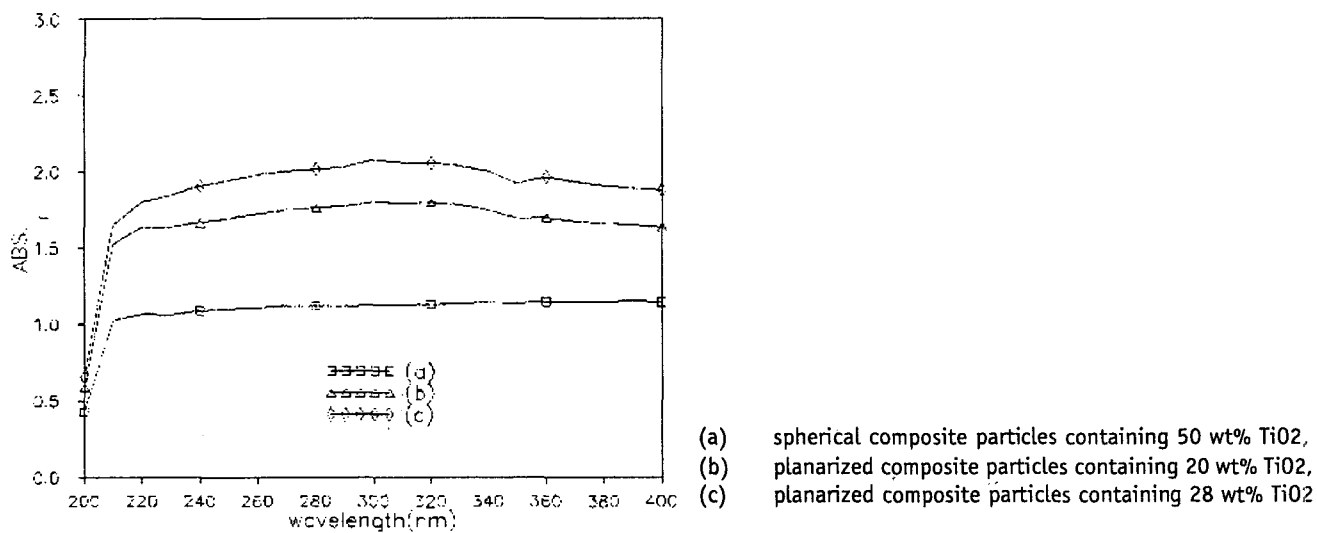 3.0
2.5
2.0
1.5
1.0
0.5
0.0
ABS.
200 220 240 260 280 300 320 340 360 380 400
wavelength(nm)
(a)
(b)
(c)
(a) spherical composite particles containing 50 wt% TiO2,
(b) planarized composite particles containing 20 wt% TiO2,
(c) planarized composite particles containing 28 wt% TiO2